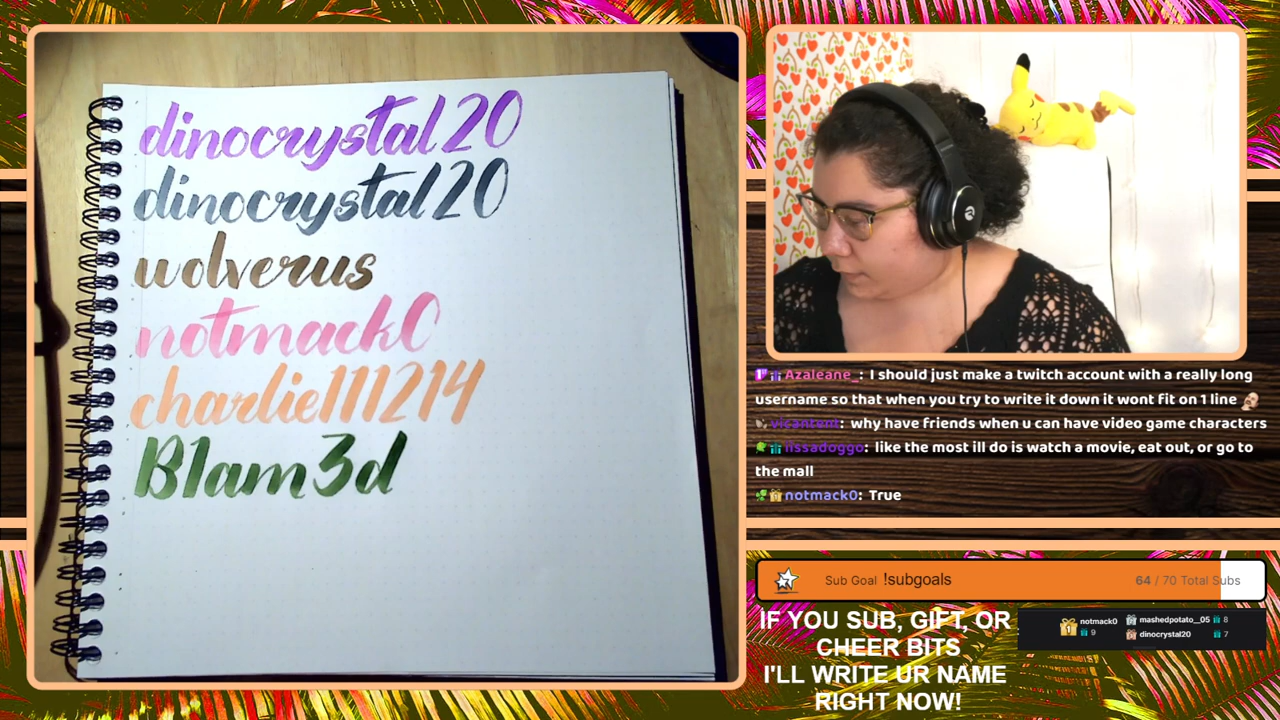 dinocrystal20
dinocrystal20
wolverus
notmack0
charlie111214
B1am3d
Azaleane_: I should just make a twitch account with a really long
username so that when you try to write it down it wont fit on 1 line
why have friends when u can have video game characters
lissadoggo: like the most ill do is watch a movie, eat out, or go to
the mall
notmack0: True
Sub Goal !subgoals
64 / 70 Total Subs
IF YOU SUB, GIFT, OR
CHEER BITS
I'LL WRITE UR NAME
RIGHT NOW!
1 notmack0
9
mashedpotato__05 8
dinocrystal20 7